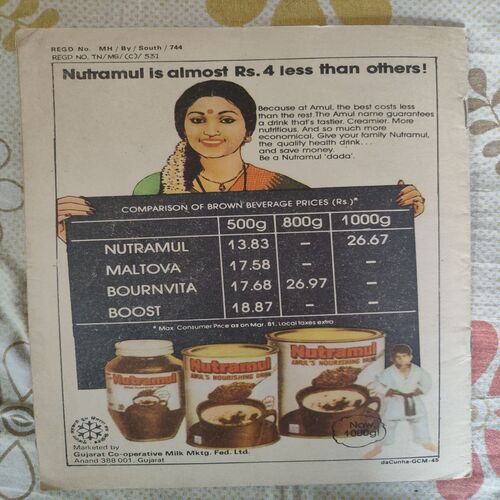 REGD No. MH / By / South / 744
REGD NO. TN/MS/(C)/531
Nutramul is almost Rs. 4 less than others!
Because at Amul, the best costs less
than the rest. The Amul name guarantees
a drink that's tastier. Creamier. More
nutritious. And so much more
economical. Give your family Nutramul,
the quality health drink...
and save money.
Be a Nutramul 'dada'.
COMPARISON OF BROWN BEVERAGE PRICES (Rs.)*
500g 800g 1000g
NUTRAMUL 13.83 – 26.67
MALTOVA 17.58 – –
BOURNVITA 17.68 26.97 –
BOOST 18.87 – –
* Max. Consumer Price as on Mar. 81. Local taxes extra
Nutramul
Nutramul
AMUL'S NOURISHING DRINK
Nutramul
AMUL'S NOURISHING DRINK
Now, 1000g!
Marketed by
Gujarat Co-operative Milk Mktg. Fed. Ltd.
Anand 388 001, Gujarat
daCunha-GCM-45